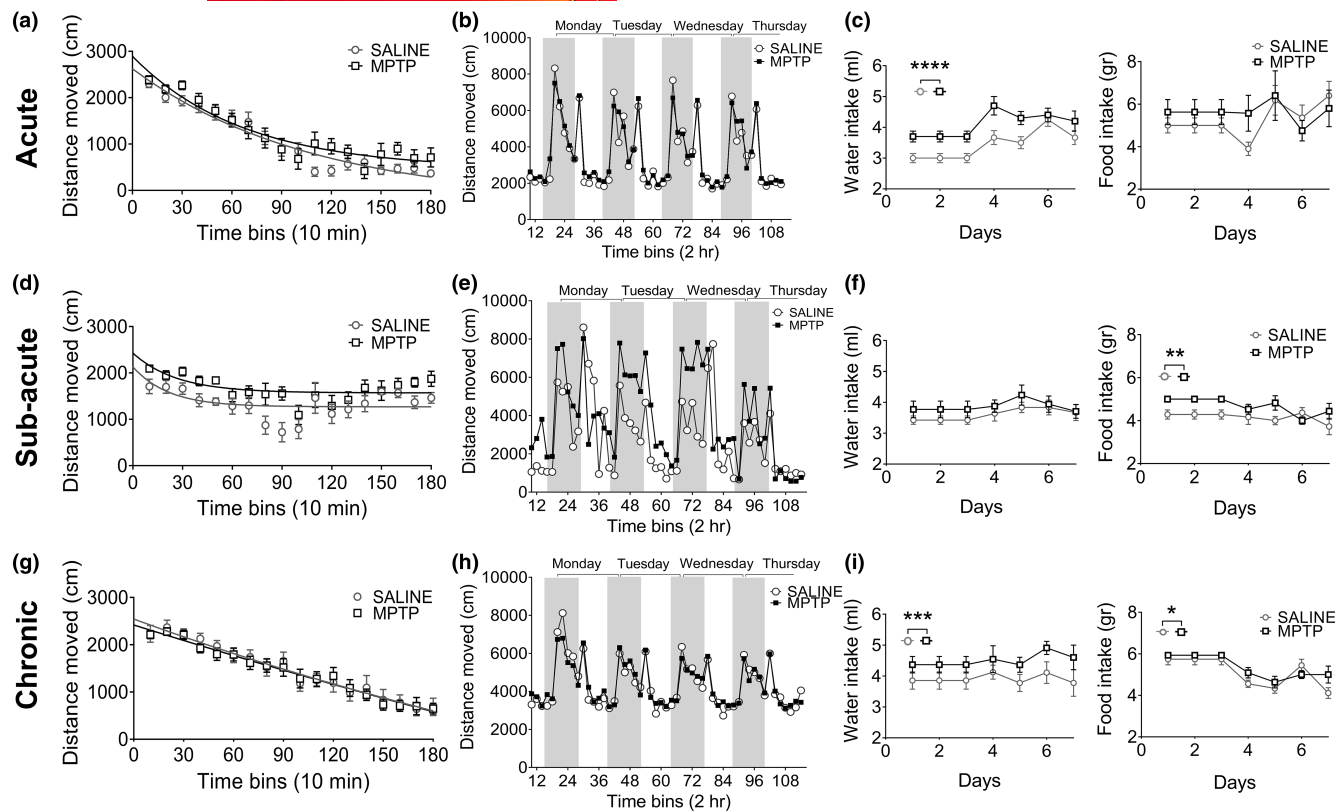 (a)
Acute
Distance moved (cm)
3000
2000
1000
0
0 30 60 90 120 150 180
Time bins (10 min)
SALINE
MPTP
(b)
Monday Tuesday Wednesday Thursday
Distance moved (cm)
10000
8000
6000
4000
2000
0
12 24 36 48 60 72 84 96 108
Time bins (2 hr)
SALINE
MPTP
(c)
Water intake (ml)
6
5
4
3
2
0 2 4 6
Days
****
Food intake (gr)
8
6
4
2
0 2 4 6
Days
SALINE
MPTP
(d)
Sub-acute
Distance moved (cm)
3000
2000
1000
0
0 30 60 90 120 150 180
Time bins (10 min)
SALINE
MPTP
(e)
Monday Tuesday Wednesday Thursday
Distance moved (cm)
10000
8000
6000
4000
2000
0
12 24 36 48 60 72 84 96 108
Time bins (2 hr)
SALINE
MPTP
(f)
Water intake (ml)
6
5
4
3
2
0 2 4 6
Days
Food intake (gr)
8
6
4
2
0 2 4 6
Days
**
SALINE
MPTP
(g)
Chronic
Distance moved (cm)
3000
2000
1000
0
0 30 60 90 120 150 180
Time bins (10 min)
SALINE
MPTP
(h)
Monday Tuesday Wednesday Thursday
Distance moved (cm)
10000
8000
6000
4000
2000
0
12 24 36 48 60 72 84 96 108
Time bins (2 hr)
SALINE
MPTP
(i)
Water intake (ml)
6
5
4
3
2
0 2 4 6
Days
***
Food intake (gr)
8
6
4
2
0 2 4 6
Days
*
SALINE
MPTP